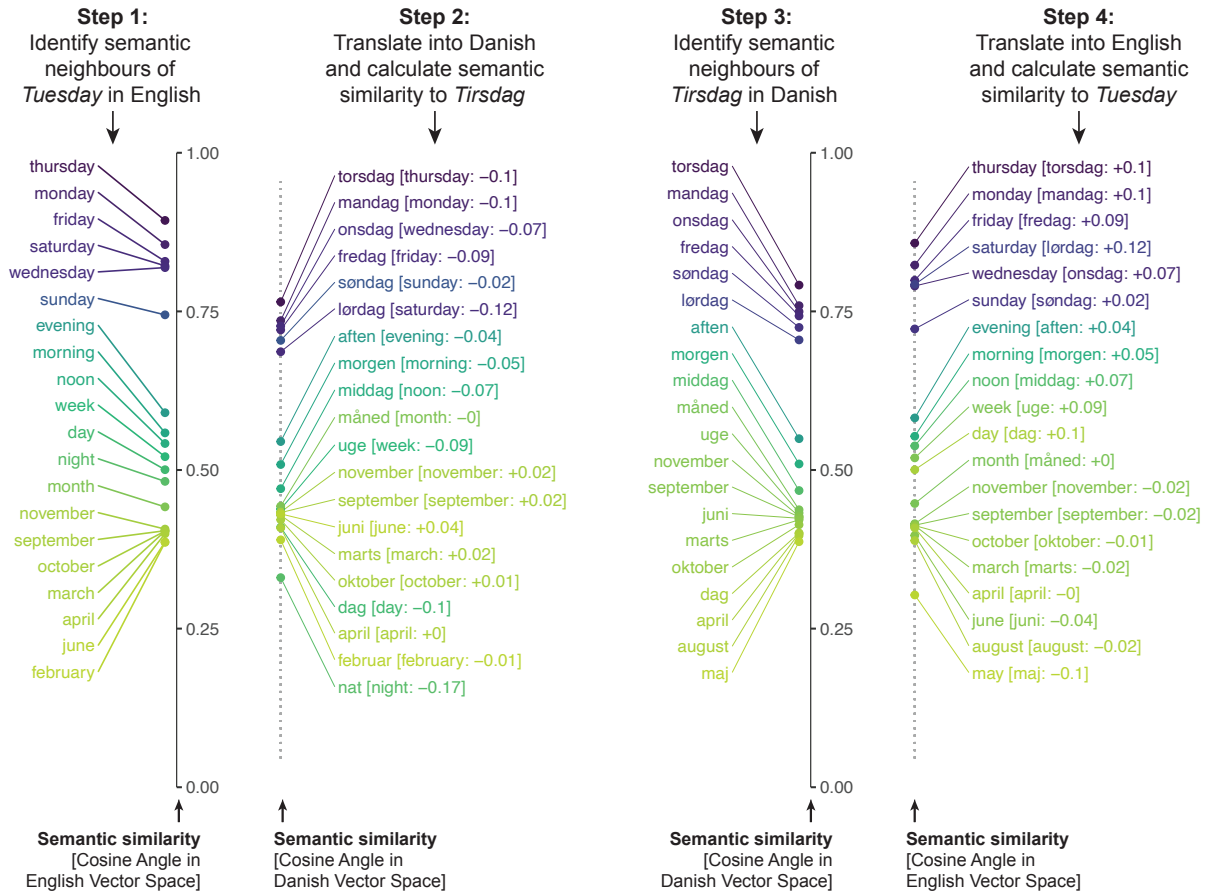 Step 1:
Identify semantic
neighbours of
Tuesday in English
Step 2:
Translate into Danish
and calculate semantic
similarity to Tirsdag
Step 3:
Identify semantic
neighbours of
Tirsdag in Danish
Step 4:
Translate into English
and calculate semantic
similarity to Tuesday
thursday
monday
friday
saturday
wednesday
sunday
evening
morning
noon
week
day
night
month
november
september
october
march
april
june
february
1.00
0.75
0.50
0.25
0.00
torsdag [thursday: −0.1]
mandag [monday: −0.1]
onsdag [wednesday: −0.07]
fredag [friday: −0.09]
søndag [sunday: −0.02]
lørdag [saturday: −0.12]
aften [evening: −0.04]
morgen [morning: −0.05]
middag [noon: −0.07]
måned [month: −0]
uge [week: −0.09]
november [november: +0.02]
september [september: +0.02]
juni [june: +0.04]
marts [march: +0.02]
oktober [october: +0.01]
dag [day: −0.1]
april [april: +0]
februar [february: −0.01]
nat [night: −0.17]
torsdag
mandag
onsdag
fredag
søndag
lørdag
aften
morgen
middag
måned
uge
november
september
juni
marts
oktober
dag
april
august
maj
1.00
0.75
0.50
0.25
0.00
thursday [torsdag: +0.1]
monday [mandag: +0.1]
friday [fredag: +0.09]
saturday [lørdag: +0.12]
wednesday [onsdag: +0.07]
sunday [søndag: +0.02]
evening [aften: +0.04]
morning [morgen: +0.05]
noon [middag: +0.07]
week [uge: +0.09]
day [dag: +0.1]
month [måned: +0]
november [november: −0.02]
september [september: −0.02]
october [oktober: −0.01]
march [marts: −0.02]
april [april: −0]
june [juni: −0.04]
august [august: −0.02]
may [maj: −0.1]
Semantic similarity
[Cosine Angle in
English Vector Space]
Semantic similarity
[Cosine Angle in
Danish Vector Space]
Semantic similarity
[Cosine Angle in
Danish Vector Space]
Semantic similarity
[Cosine Angle in
English Vector Space]